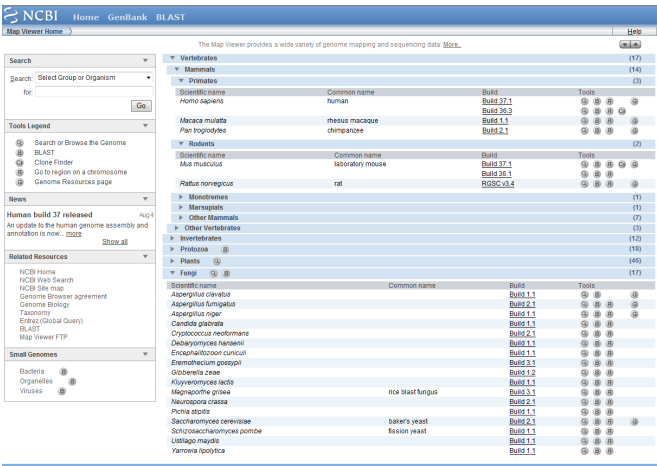 NCBI Home GenBank BLAST
Map Viewer Home Help
The Map Viewer provides a wide variety of genome mapping and sequencing data. More..
Search
Search: Select Group or Organism
for:
Go
Tools Legend
Search or Browse the Genome
B BLAST
Clone Finder
R Go to region on a chromosome
G Genome Resources page
News
Human build 37 released Aug 4
An update to the human genome assembly and
annotation is now... more
Show all
Related Resources
NCBI Home
NCBI Web Search
NCBI Site map
Genome Browser agreement
Genome Biology
Taxonomy
Entrez (Global Query)
BLAST
Map Viewer FTP
Small Genomes
Bacteria B
Organelles B
Viruses B
Vertebrates (17)
Mammals (14)
Primates (3)
Scientific name Common name Build Tools
Homo sapiens human Build 37.1 B R G
Build 36.3 B R
Macaca mulatta rhesus macaque Build 1.1 B R G
Pan troglodytes chimpanzee Build 2.1 B R G
Rodents (2)
Scientific name Common name Build Tools
Mus musculus laboratory mouse Build 37.1 B R G
Build 36.1 B R
Rattus norvegicus rat RGSC v3.4 B R G
Monotremes (1)
Marsupials (1)
Other Mammals (7)
Other Vertebrates (3)
Invertebrates (12)
Protozoa B (18)
Plants (46)
Fungi B (17)
Scientific name Common name Build Tools
Aspergillus clavatus Build 1.1 B G
Aspergillus fumigatus Build 2.1 B R G
Aspergillus niger Build 1.1 B R G
Candida glabrata Build 1.1 B R
Cryptococcus neoformans Build 2.1 B R
Debaryomyces hansenii Build 1.1 B R
Encephalitozoon cuniculi Build 1.1 B R
Eremothecium gossypii Build 3.1 B R
Gibberella zeae Build 1.2 B R
Kluyveromyces lactis Build 1.1 B R
Magnaporthe grisea rice blast fungus Build 3.1 B R
Neurospora crassa Build 2.1 B R
Pichia stipitis Build 1.1 B R
Saccharomyces cerevisiae baker's yeast Build 2.1 B R G
Schizosaccharomyces pombe fission yeast Build 1.1 B R
Ustilago maydis Build 1.1 B R
Yarrowia lipolytica Build 1.1 B R